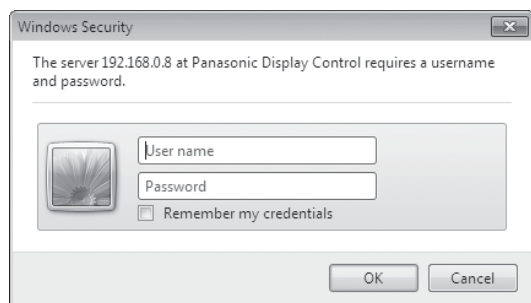 Windows Security
The server 192.168.0.8 at Panasonic Display Control requires a username
and password.
User name
Password
Remember my credentials
OK
Cancel